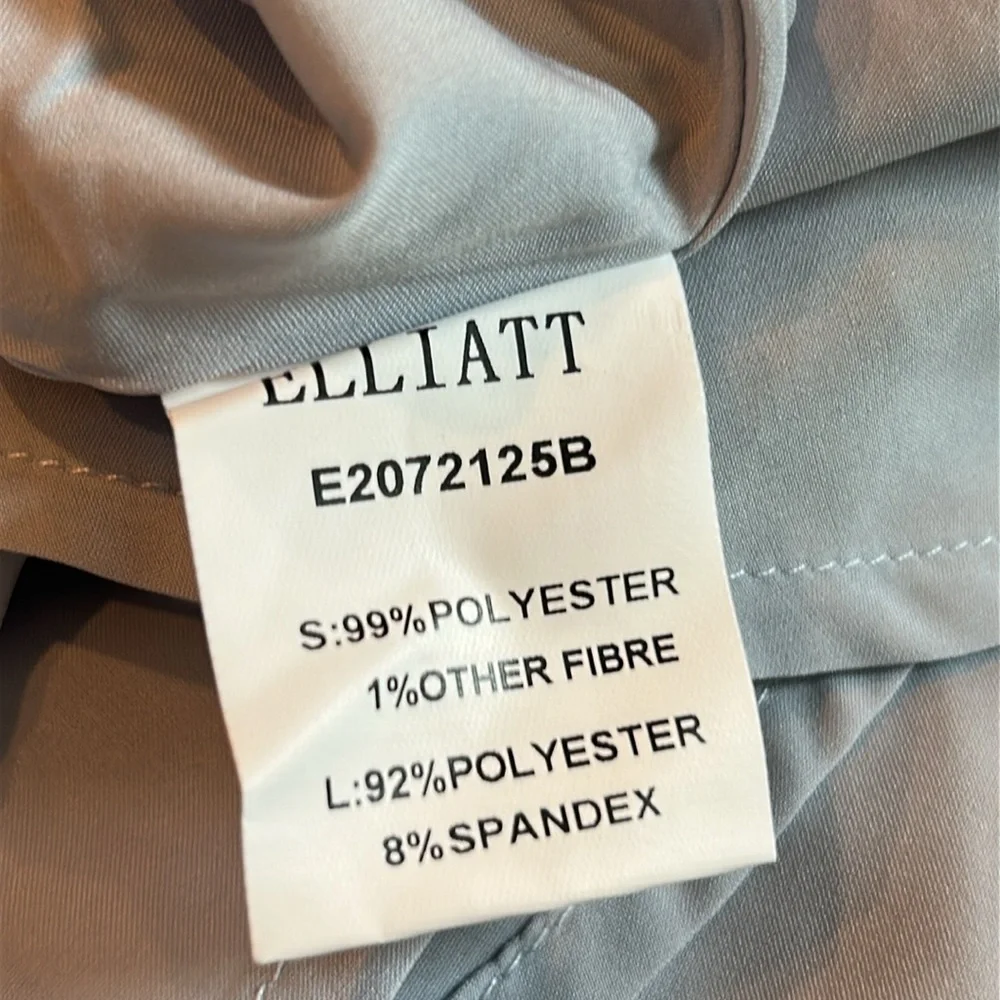 ELLIATT
E2072125B
S:99%POLYESTER
1%OTHER FIBRE
L:92%POLYESTER
8%SPANDEX